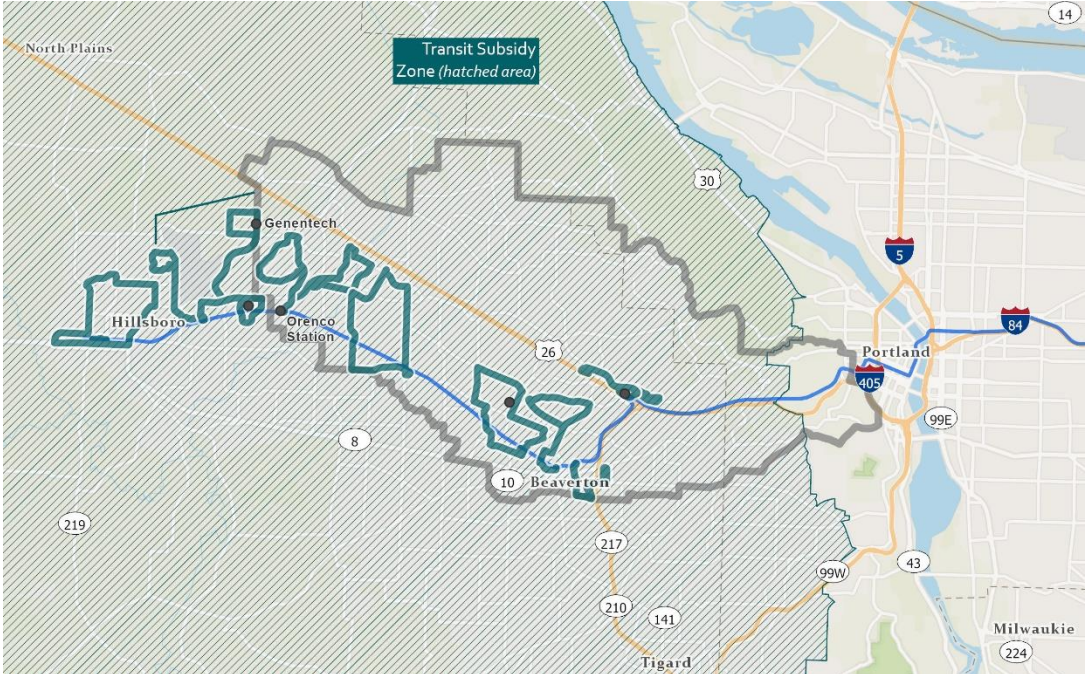 14
North Plains
Transit Subsidy
Zone (hatched area)
30
Genentech
5
Hillsboro
Orenco
Station
84
26
Portland
405
99E
8
10
Beaverton
219
217
43
99W
210
141
Milwaukie
224
Tigard